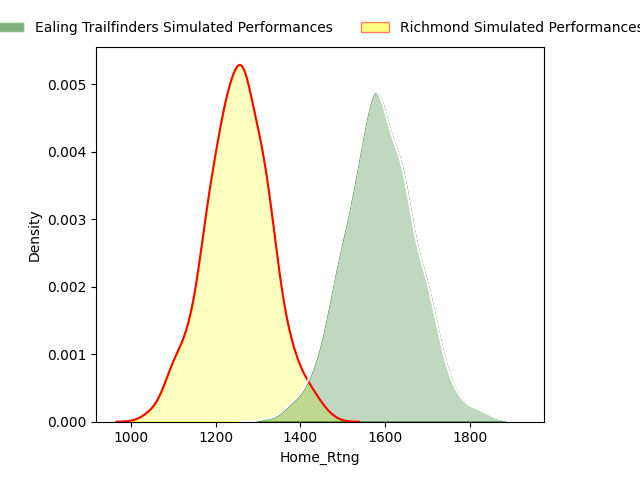 Ealing Trailfinders Simulated Performances
Richmond Simulated Performances
0.005
0.004
0.003
0.002
0.001
0.000
Density
1000 1200 1400 1600 1800
Home_Rtng